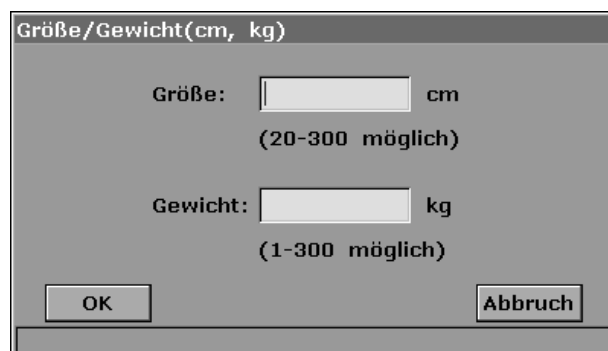 Größe/Gewicht(cm, kg)
Größe: cm
(20-300 möglich)
Gewicht: kg
(1-300 möglich)
OK Abbruch